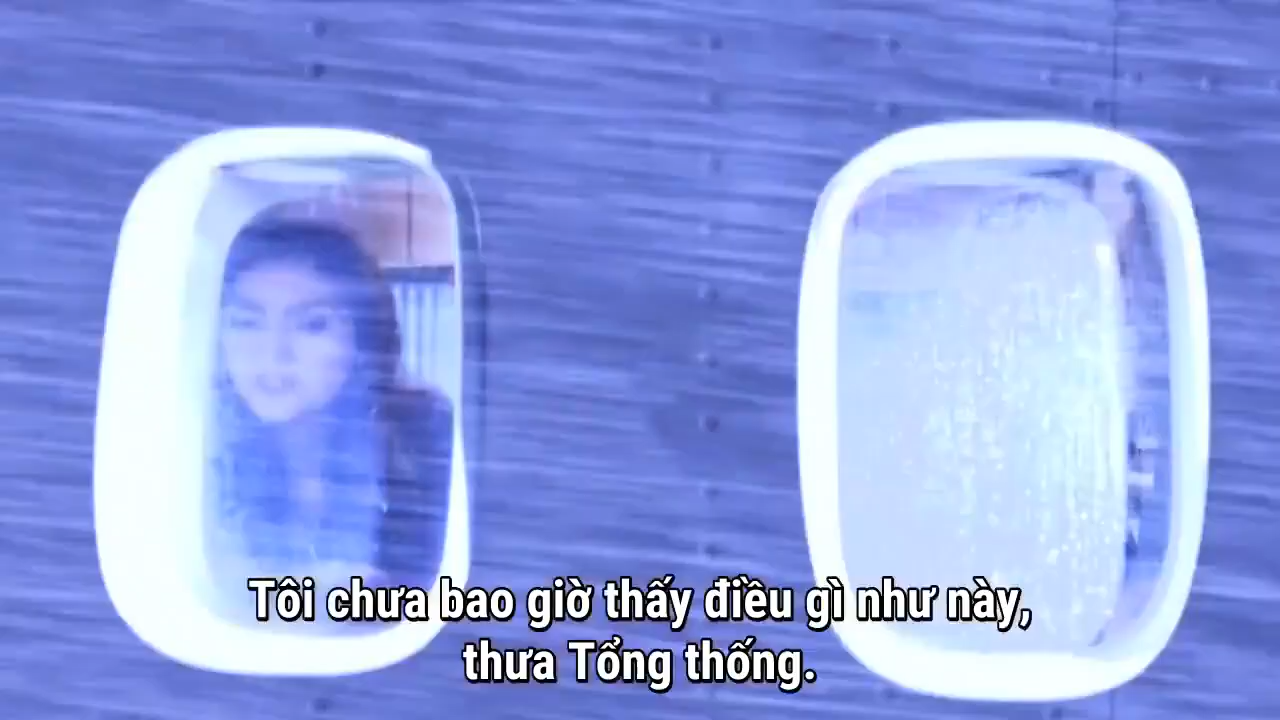 Tôi chưa bao giờ thấy điều gì như này,
thưa Tổng thống.